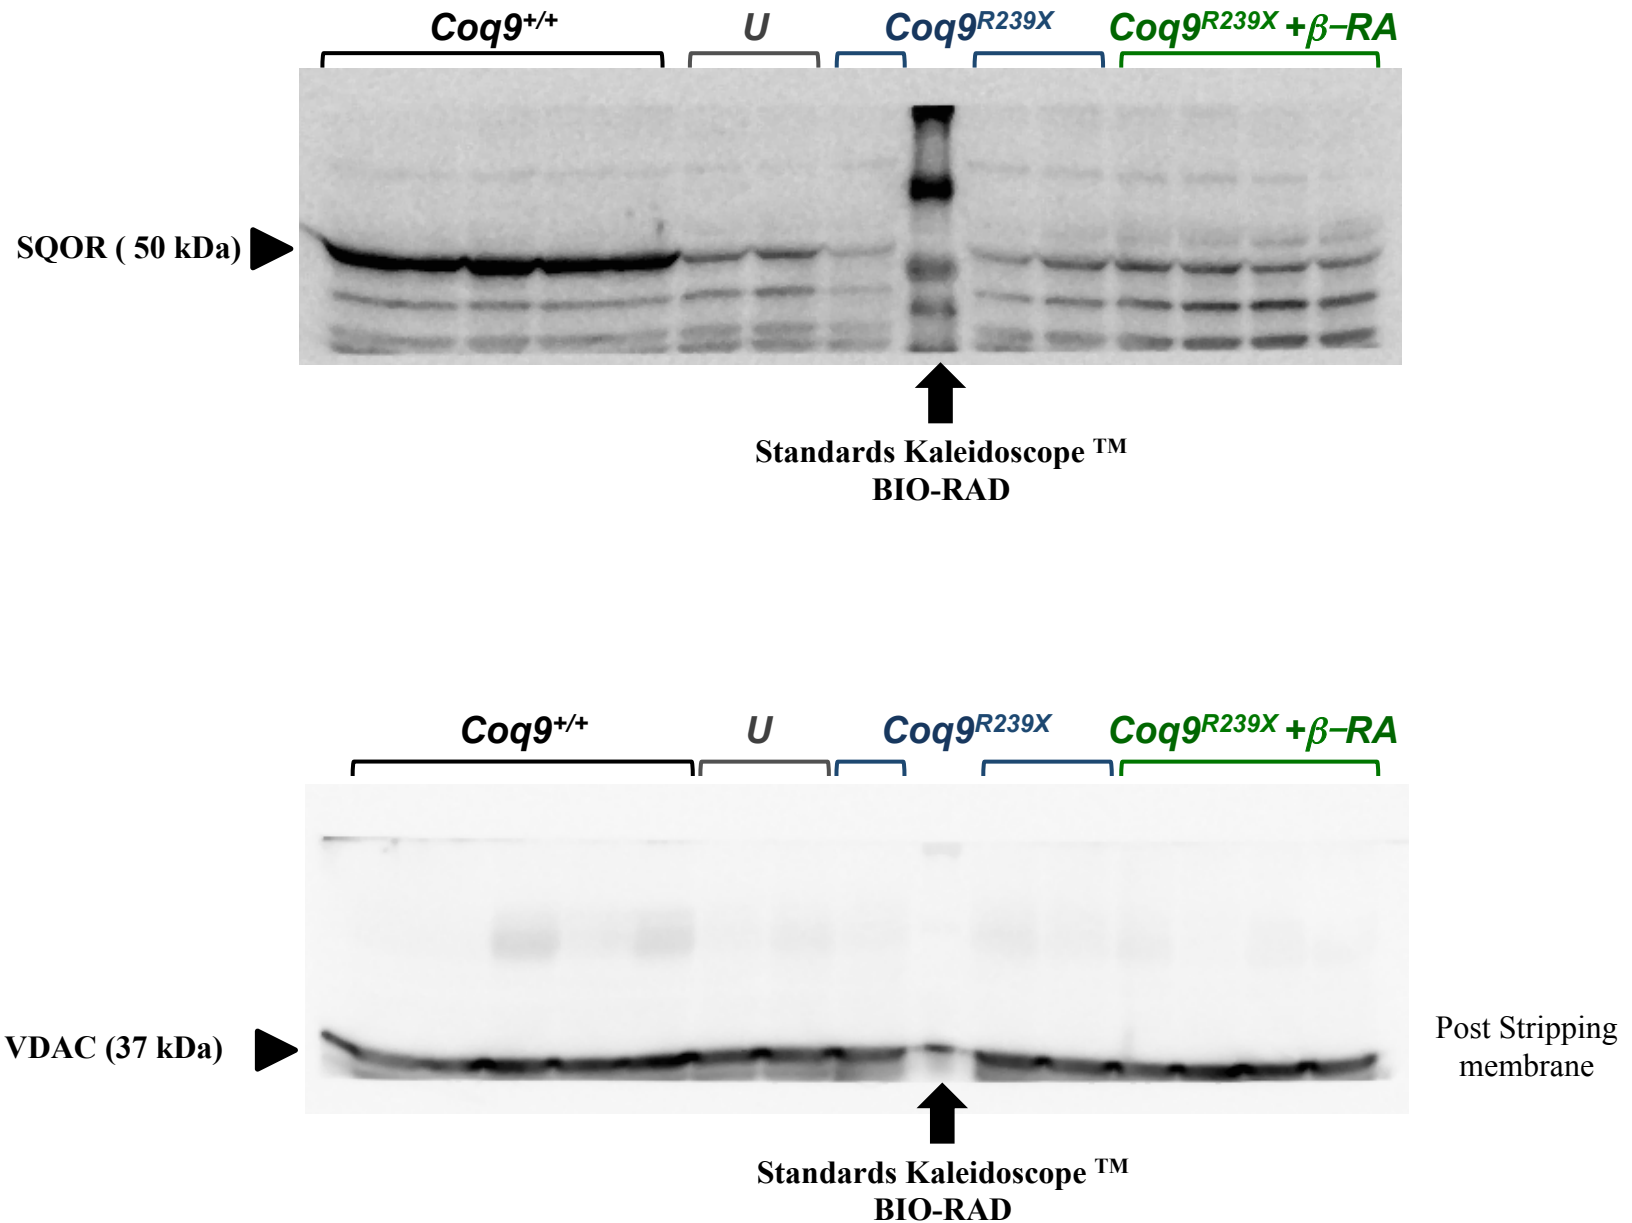 Coq9+/+ U Coq9R239X Coq9R239X +β–RA
SQOR ( 50 kDa)
Standards Kaleidoscope TM
BIO-RAD
Coq9+/+ U Coq9R239X Coq9R239X +β–RA
VDAC (37 kDa)
Post Stripping
membrane
Standards Kaleidoscope TM
BIO-RAD